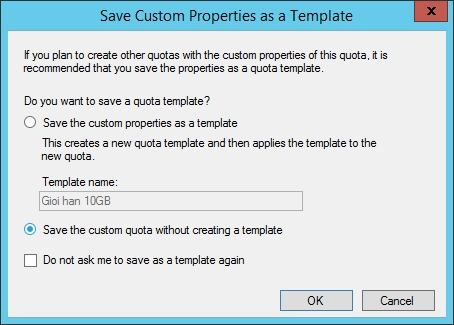 Save Custom Properties as a Template
x
If you plan to create other quotas with the custom properties of this quota, it is
recommended that you save the properties as a quota template.
Do you want to save a quota template?
Save the custom properties as a template
This creates a new quota template and then applies the template to the
new quota.
Template name:
Gioi han 10GB
Save the custom quota without creating a template
Do not ask me to save as a template again
OK
Cancel